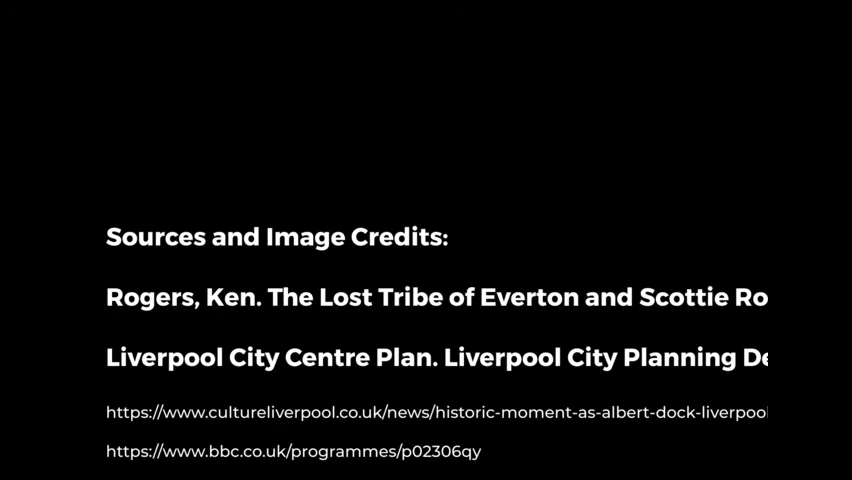 Sources and Image Credits:
Rogers, Ken. The Lost Tribe of Everton and Scottie Ro
Liverpool City Centre Plan. Liverpool City Planning De
https://www.cultureliverpool.co.uk/news/historic-moment-as-albert-dock-liverpool
https://www.bbc.co.uk/programmes/p02306qy